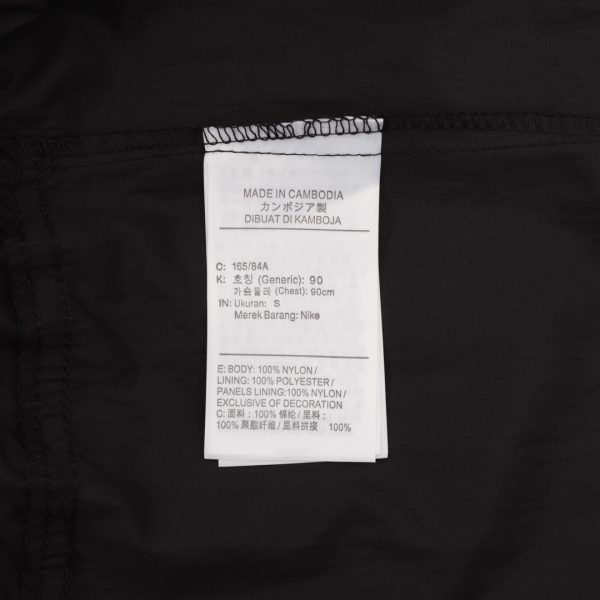 MADE IN CAMBODIA
カンボジア製
DIBUAT DI KAMBOJA
C: 165/84A
K: 호칭 (Generic): 90
가슴둘레 (Chest): 90cm
IN: Ukuran: S
Merek Barang: Nike
E: BODY: 100% NYLON /
LINING: 100% POLYESTER /
PANELS LINING:100% NYLON /
EXCLUSIVE OF DECORATION
C: 面料 : 100% 锦纶 / 里料 :
100% 聚酯纤维 / 里料拼接 100%